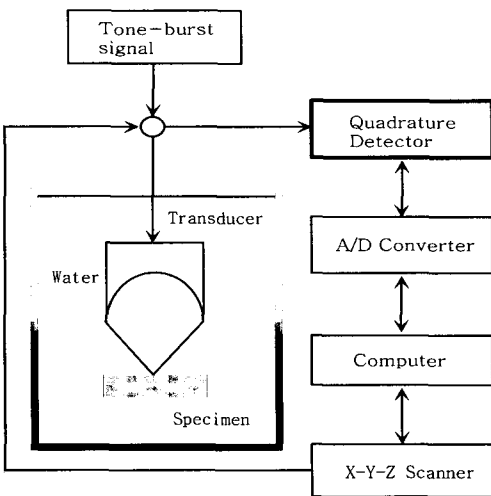 Tone-burst
signal
Quadrature
Detector
Transducer
Water
A/D Converter
Computer
Specimen
X-Y-Z Scanner